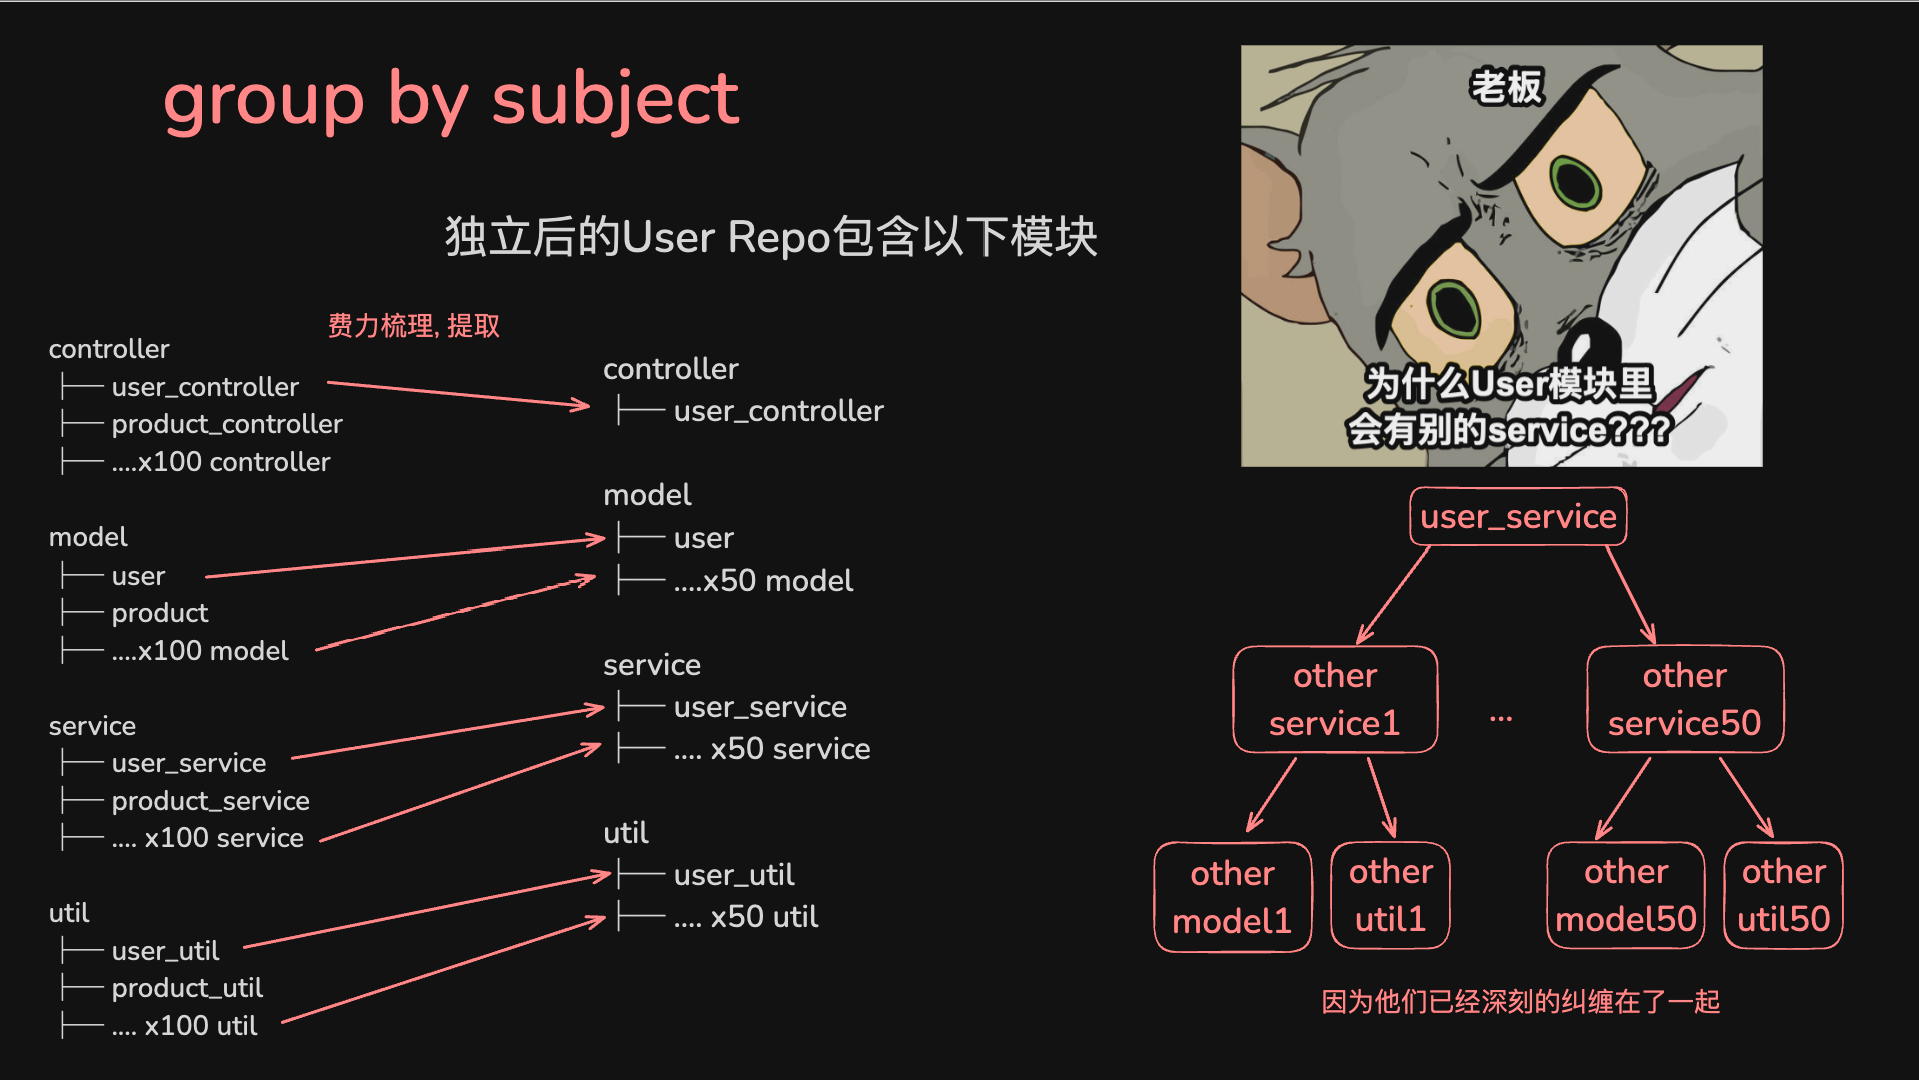 group by subject
独立后的User Repo包含以下模块
费力梳理, 提取
controller
user_controller
product_controller
....x100 controller
model
user
product
....x100 model
service
user_service
product_service
.... x100 service
util
user_util
product_util
.... x100 util
controller
user_controller
model
user
....x50 model
service
user_service
.... x50 service
util
user_util
.... x50 util
老板
为什么User模块里
会有别的service???
user_service
other
service1
...
other
service50
other
model1
other
util1
other
model50
other
util50
因为他们已经深刻的纠缠在了一起